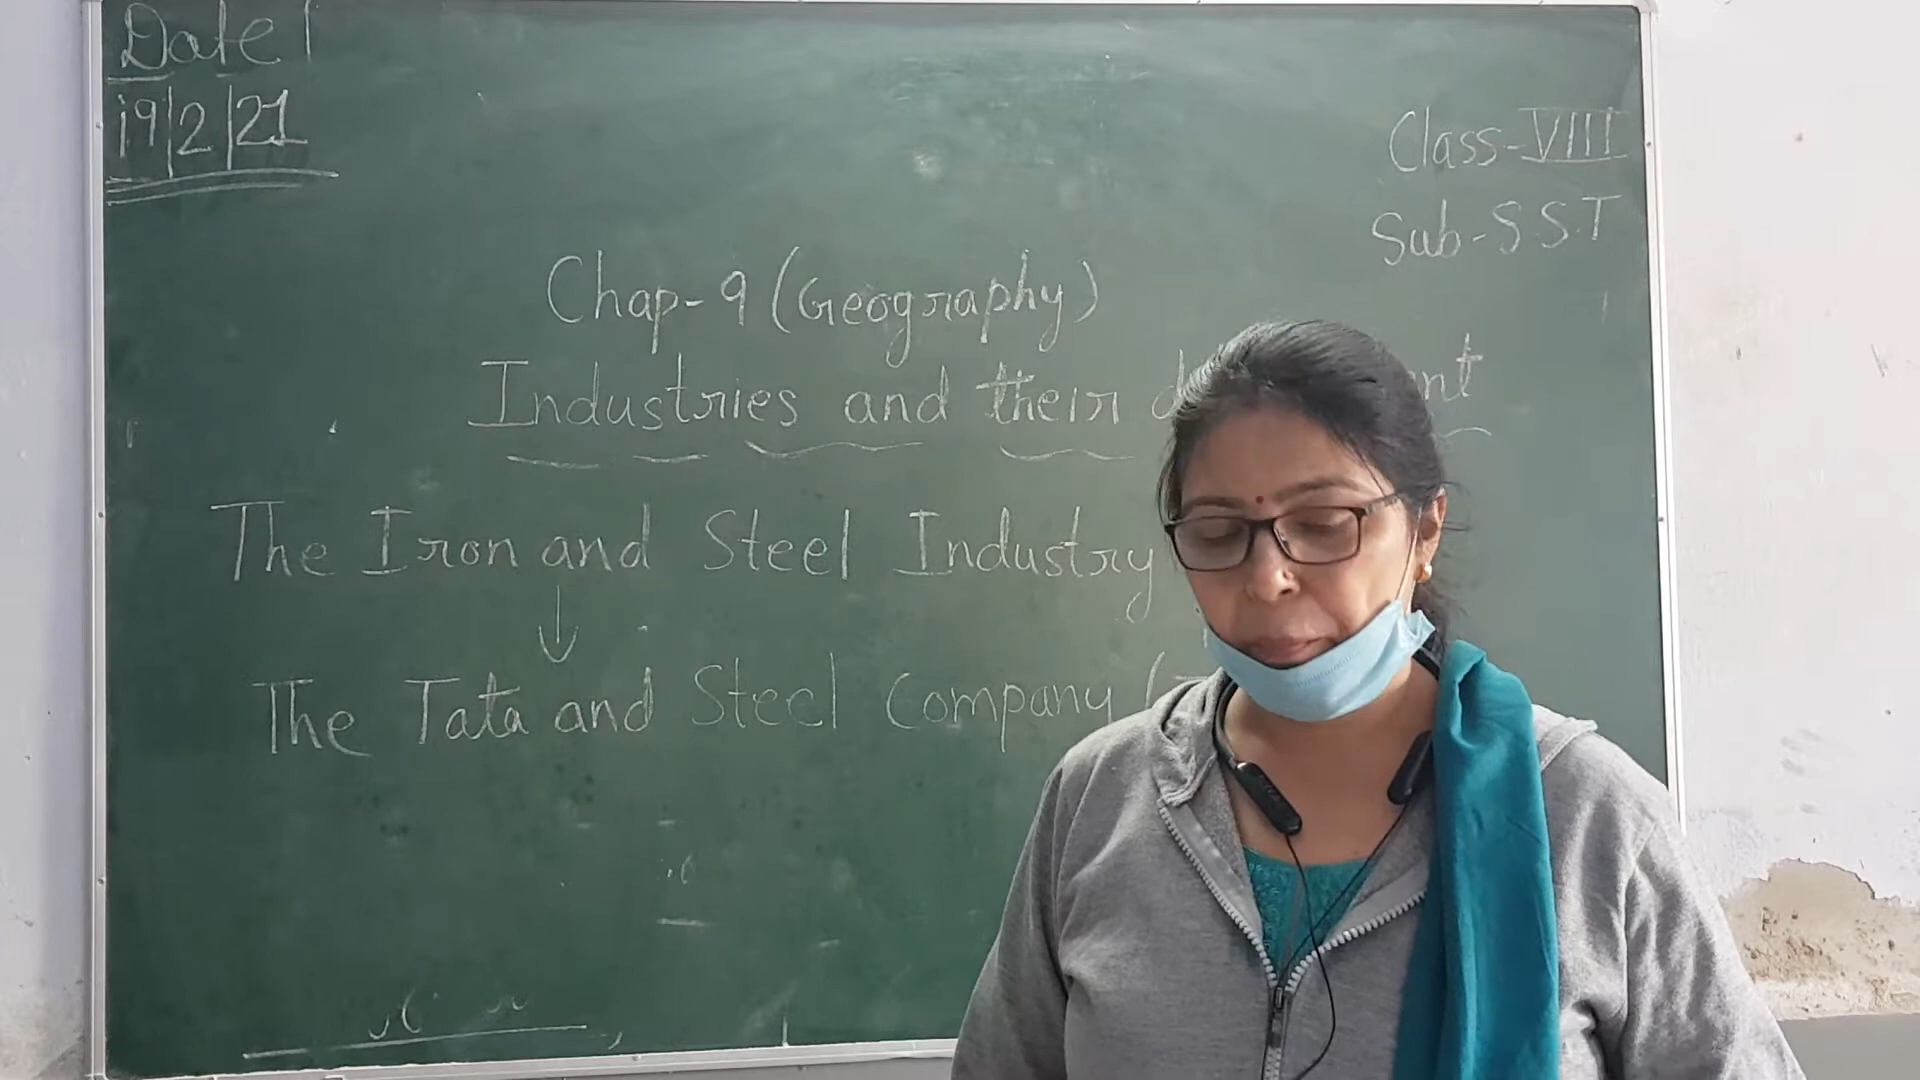 Date
19/2/21
Class-VIII
Sub-S.S.T
Chap-9 (Geography)
Industries and their
The Iron and Steel Industry
↓
The Tata and Steel Company (